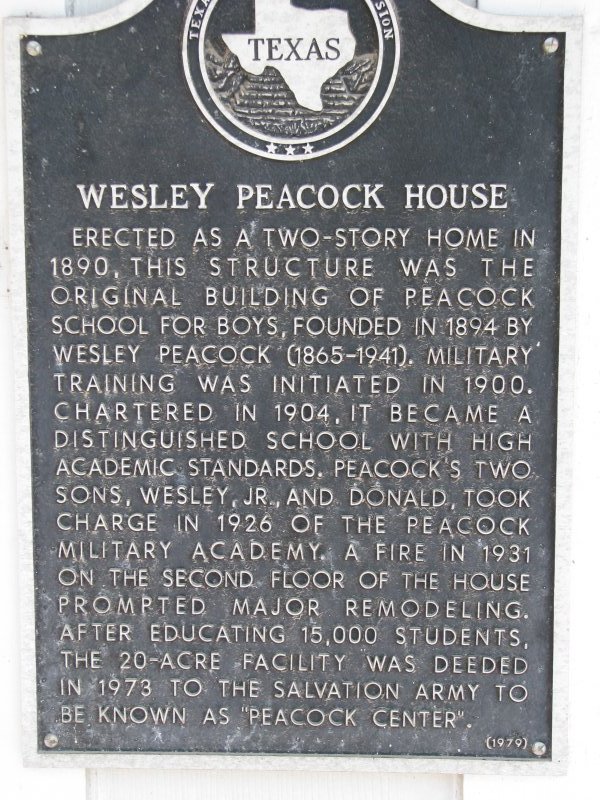 TEXA SION
TEXAS
WESLEY PEACOCK HOUSE
ERECTED AS A TWO-STORY HOME IN
1890, THIS STRUCTURE WAS THE
ORIGINAL BUILDING OF PEACOCK
SCHOOL FOR BOYS, FOUNDED IN 1894 BY
WESLEY PEACOCK (1865-1941). MILITARY
TRAINING WAS INITIATED IN 1900.
CHARTERED IN 1904, IT BECAME A
DISTINGUISHED SCHOOL WITH HIGH
ACADEMIC STANDARDS. PEACOCK'S TWO
SONS, WESLEY, JR., AND DONALD, TOOK
CHARGE IN 1926 OF THE PEACOCK
MILITARY ACADEMY. A FIRE IN 1931
ON THE SECOND FLOOR OF THE HOUSE
PROMPTED MAJOR REMODELING.
AFTER EDUCATING 15,000 STUDENTS,
THE 20-ACRE FACILITY WAS DEEDED
IN 1973 TO THE SALVATION ARMY TO
BE KNOWN AS "PEACOCK CENTER".
(1979)